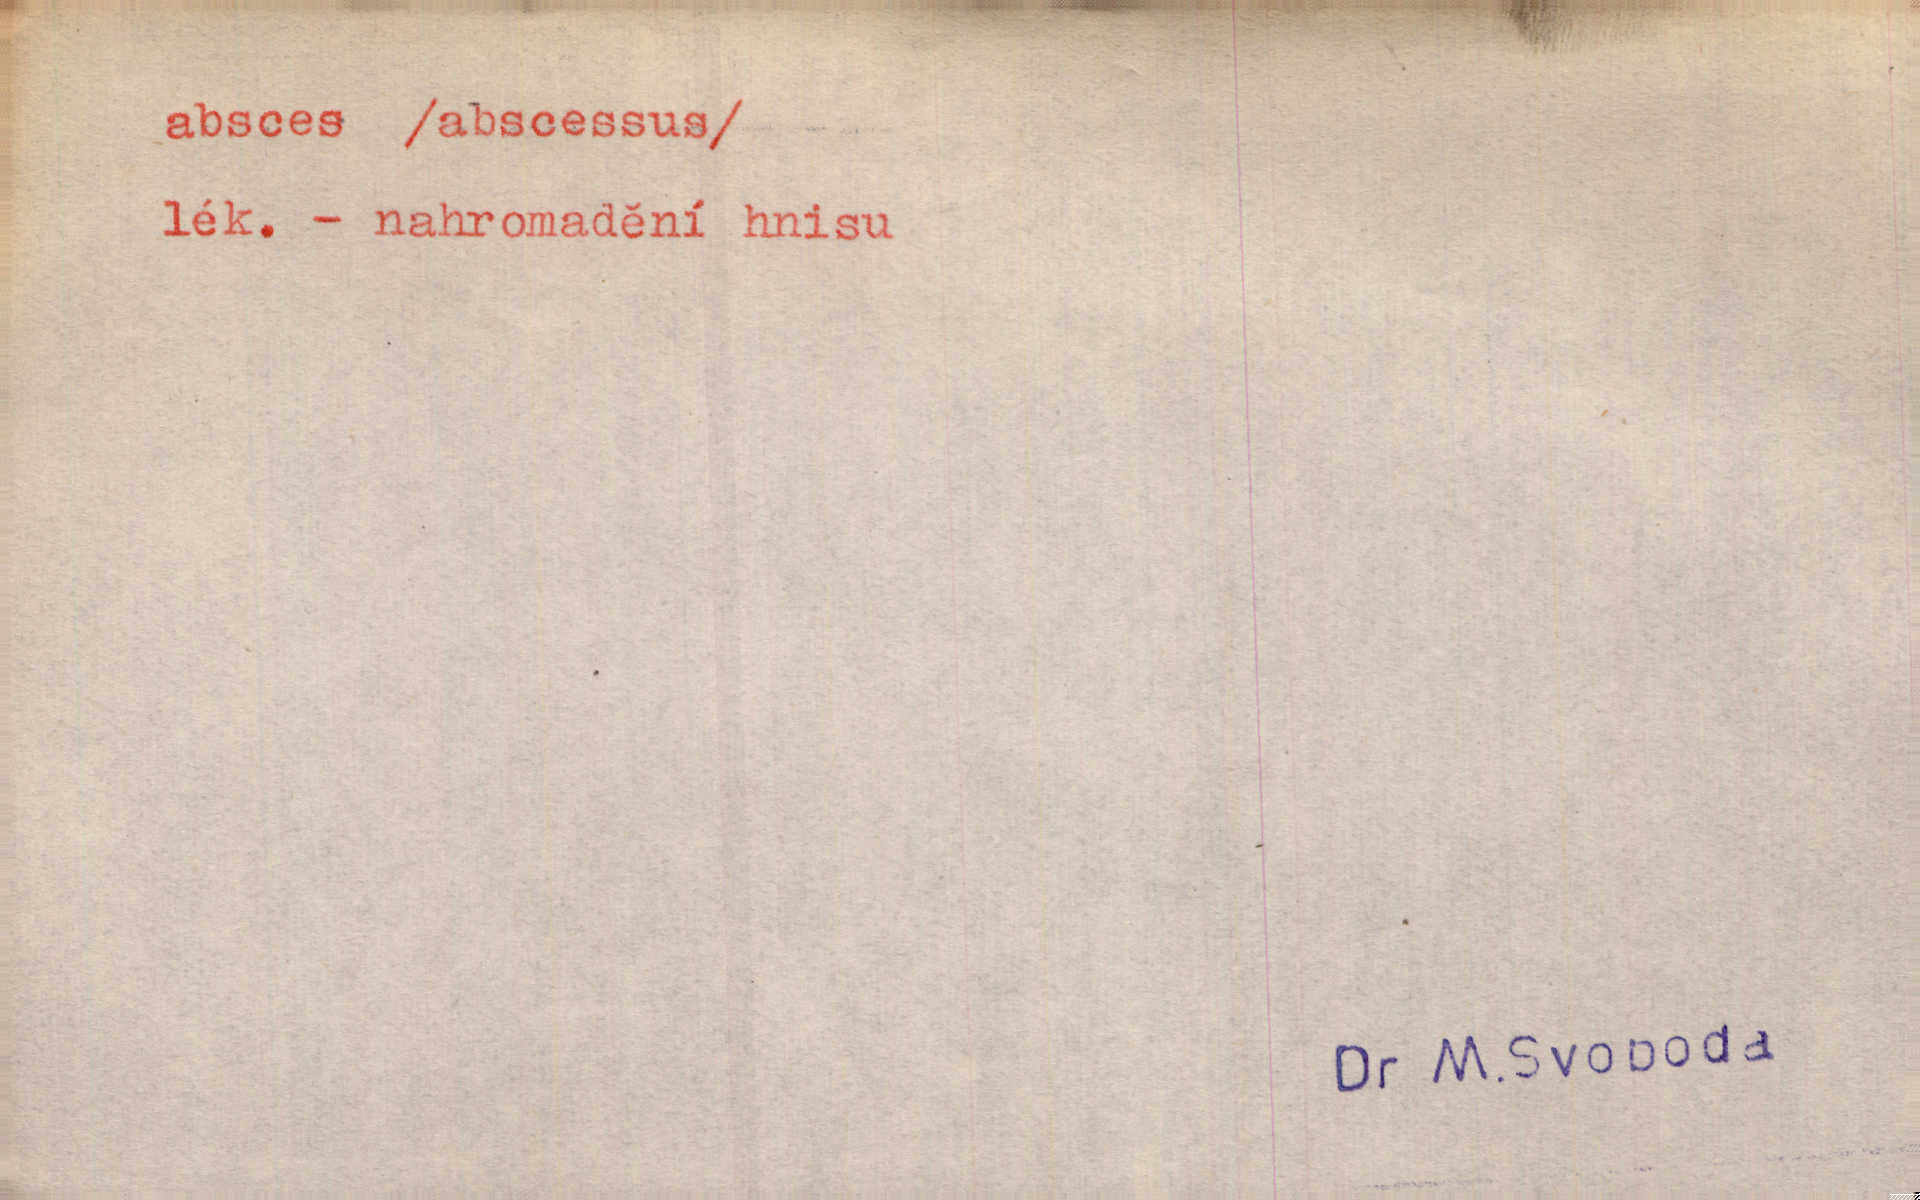 absces /abscessus/
lék. - nahromadění hnisu
Dr M.Svoboda